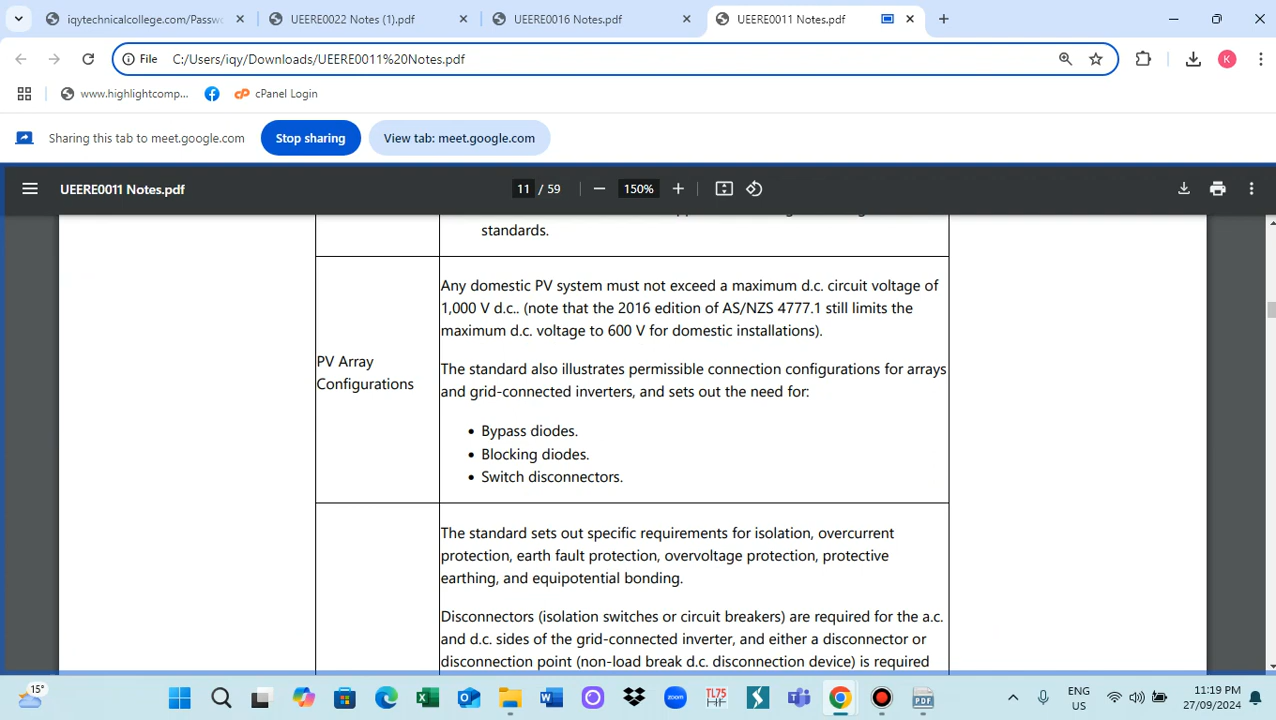 iqytechnicalcollege.com/Passwo
UEERE0022 Notes (1).pdf
UEERE0016 Notes.pdf
UEERE0011 Notes.pdf
File
C:/Users/iqy/Downloads/UEERE0011%20Notes.pdf
K
www.highlightcomp...
cPanel Login
Sharing this tab to meet.google.com
Stop sharing
View tab: meet.google.com
UEERE0011 Notes.pdf
11 / 59
150%
standards.
Any domestic PV system must not exceed a maximum d.c. circuit voltage of
1,000 V d.c.. (note that the 2016 edition of AS/NZS 4777.1 still limits the
maximum d.c. voltage to 600 V for domestic installations).
PV Array
Configurations
The standard also illustrates permissible connection configurations for arrays
and grid-connected inverters, and sets out the need for:
• Bypass diodes.
• Blocking diodes.
• Switch disconnectors.
The standard sets out specific requirements for isolation, overcurrent
protection, earth fault protection, overvoltage protection, protective
earthing, and equipotential bonding.
Disconnectors (isolation switches or circuit breakers) are required for the a.c.
and d.c. sides of the grid-connected inverter, and either a disconnector or
disconnection point (non-load break d.c. disconnection device) is required
15°
zoom
TL75
HF
PDF
ENG
US
11:19 PM
27/09/2024